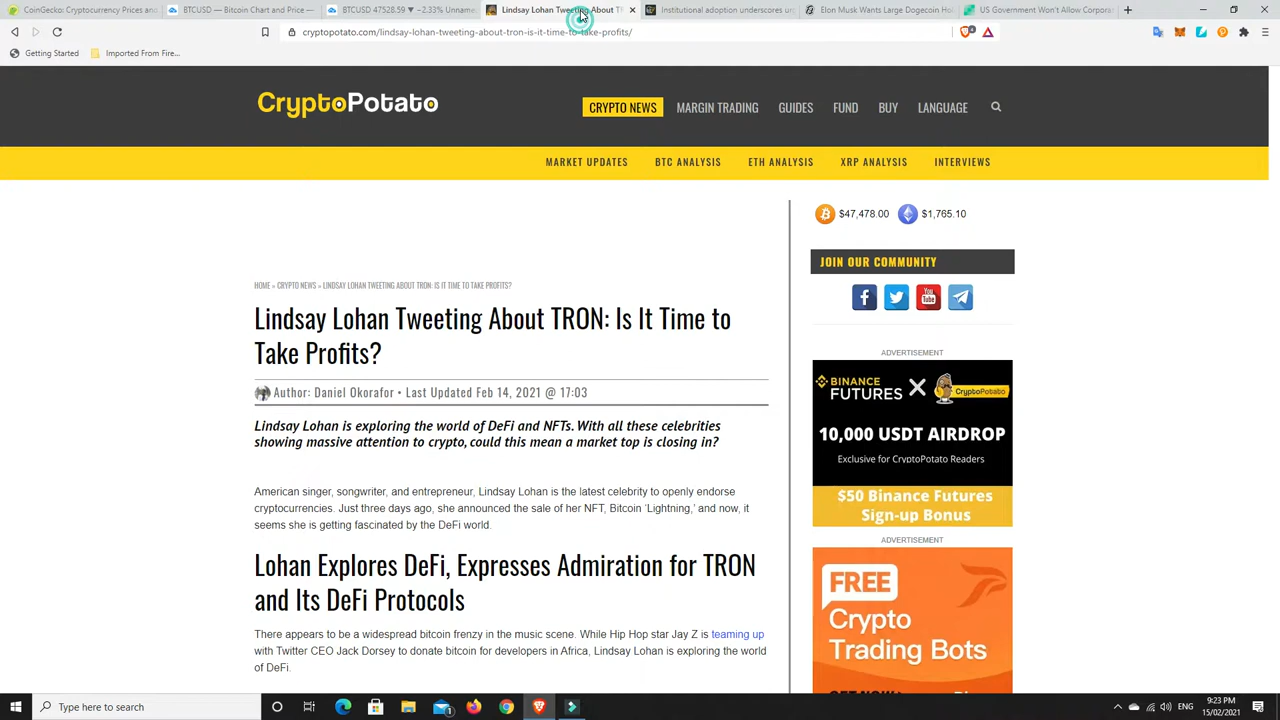 CoinGecko: Cryptocurrency Prices &
BTCUSD — Bitcoin Chart and Price —
BTCUSD 47528.59 ▼ −2.33% Unname
Lindsay Lohan Tweeting About TR
Institutional adoption underscores urg
Elon Musk Wants Large Dogecoin Ho
US Government Won't Allow Corporat
cryptopotato.com/lindsay-lohan-tweeting-about-tron-is-it-time-to-take-profits/
Getting Started
Imported From Fire...
CryptoPotato
CRYPTO NEWS
MARGIN TRADING
GUIDES
FUND
BUY
LANGUAGE
MARKET UPDATES
BTC ANALYSIS
ETH ANALYSIS
XRP ANALYSIS
INTERVIEWS
$47,478.00
$1,765.10
JOIN OUR COMMUNITY
You
Tube
HOME » CRYPTO NEWS » LINDSAY LOHAN TWEETING ABOUT TRON: IS IT TIME TO TAKE PROFITS?
Lindsay Lohan Tweeting About TRON: Is It Time to
Take Profits?
Author: Daniel Okorafor • Last Updated Feb 14, 2021 @ 17:03
Lindsay Lohan is exploring the world of DeFi and NFTs. With all these celebrities
showing massive attention to crypto, could this mean a market top is closing in?
American singer, songwriter, and entrepreneur, Lindsay Lohan is the latest celebrity to openly endorse
cryptocurrencies. Just three days ago, she announced the sale of her NFT, Bitcoin 'Lightning,' and now, it
seems she is getting fascinated by the DeFi world.
Lohan Explores DeFi, Expresses Admiration for TRON
and Its DeFi Protocols
There appears to be a widespread bitcoin frenzy in the music scene. While Hip Hop star Jay Z is teaming up
with Twitter CEO Jack Dorsey to donate bitcoin for developers in Africa, Lindsay Lohan is exploring the world
of DeFi.
ADVERTISEMENT
BINANCE
FUTURES
CryptoPotato
10,000 USDT AIRDROP
Exclusive for CryptoPotato Readers
$50 Binance Futures
Sign-up Bonus
ADVERTISEMENT
FREE
Crypto
Trading Bots
Type here to search
ENG
9:23 PM
15/02/2021